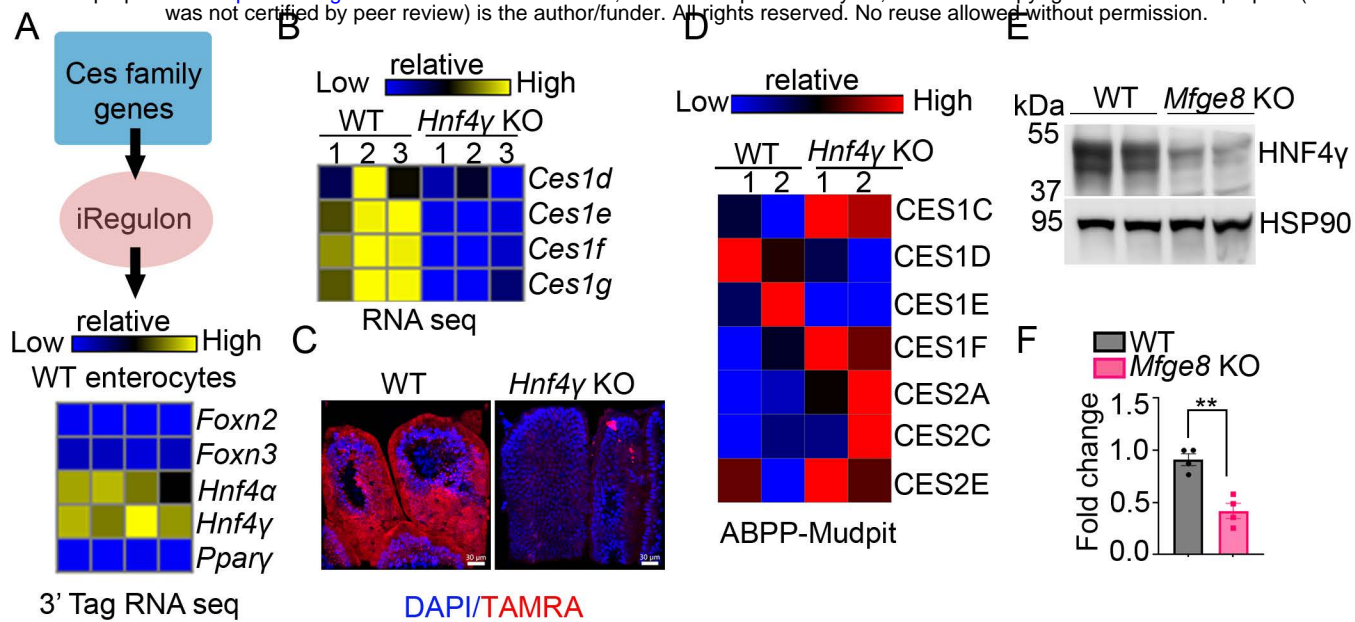 was not certified by peer review) is the author/funder. All rights reserved. No reuse allowed without permission.
A
Ces family
genes
iRegulon
relative
Low High
WT enterocytes
Foxn2
Foxn3
Hnf4α
Hnf4γ
Pparγ
3' Tag RNA seq
B
relative
Low High
WT Hnf4γ KO
1 2 3 1 2 3
Ces1d
Ces1e
Ces1f
Ces1g
RNA seq
C
WT Hnf4γ KO
30 µm 30 µm
DAPI/TAMRA
D
relative
Low High
WT Hnf4γ KO
1 2 1 2
CES1C
CES1D
CES1E
CES1F
CES2A
CES2C
CES2E
ABPP-Mudpit
E
kDa WT Mfge8 KO
55
HNF4γ
37
95 HSP90
F
WT
Mfge8 KO
Fold change
1.5
1.0
0.5
0.0
**